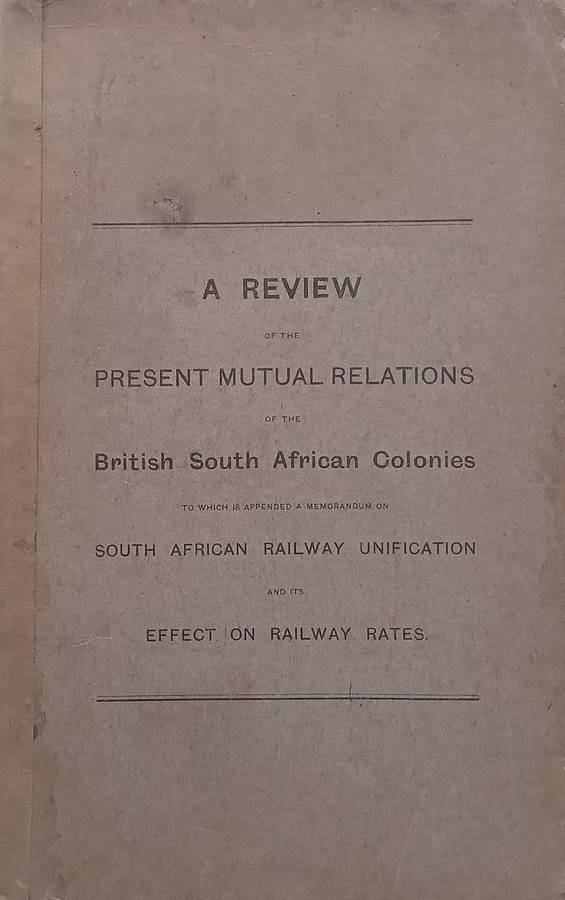 A REVIEW
OF THE
PRESENT MUTUAL RELATIONS
OF THE
British South African Colonies
TO WHICH IS APPENDED A MEMORANDUM ON
SOUTH AFRICAN RAILWAY UNIFICATION
AND ITS
EFFECT ON RAILWAY RATES.